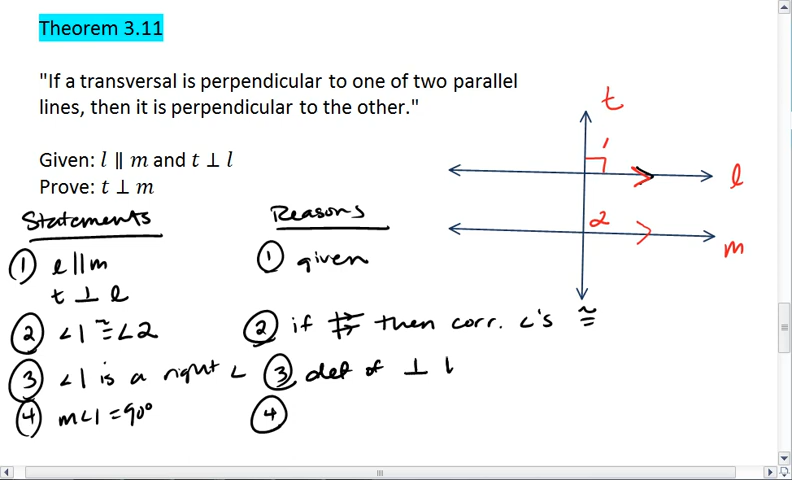 Theorem 3.11
"If a transversal is perpendicular to one of two parallel
lines, then it is perpendicular to the other."
Given: l ∥ m and t ⊥ l
Prove: t ⊥ m
t
1
l
2
m
Statements Reasons
① l ∥ m ① given
t ⊥ l
② ∠1 ≅ ∠2 ② if then corr. ∠'s ≅
③ ∠1 is a right ∠ ③ def of ⊥ l
④ m∠1 = 90° ④